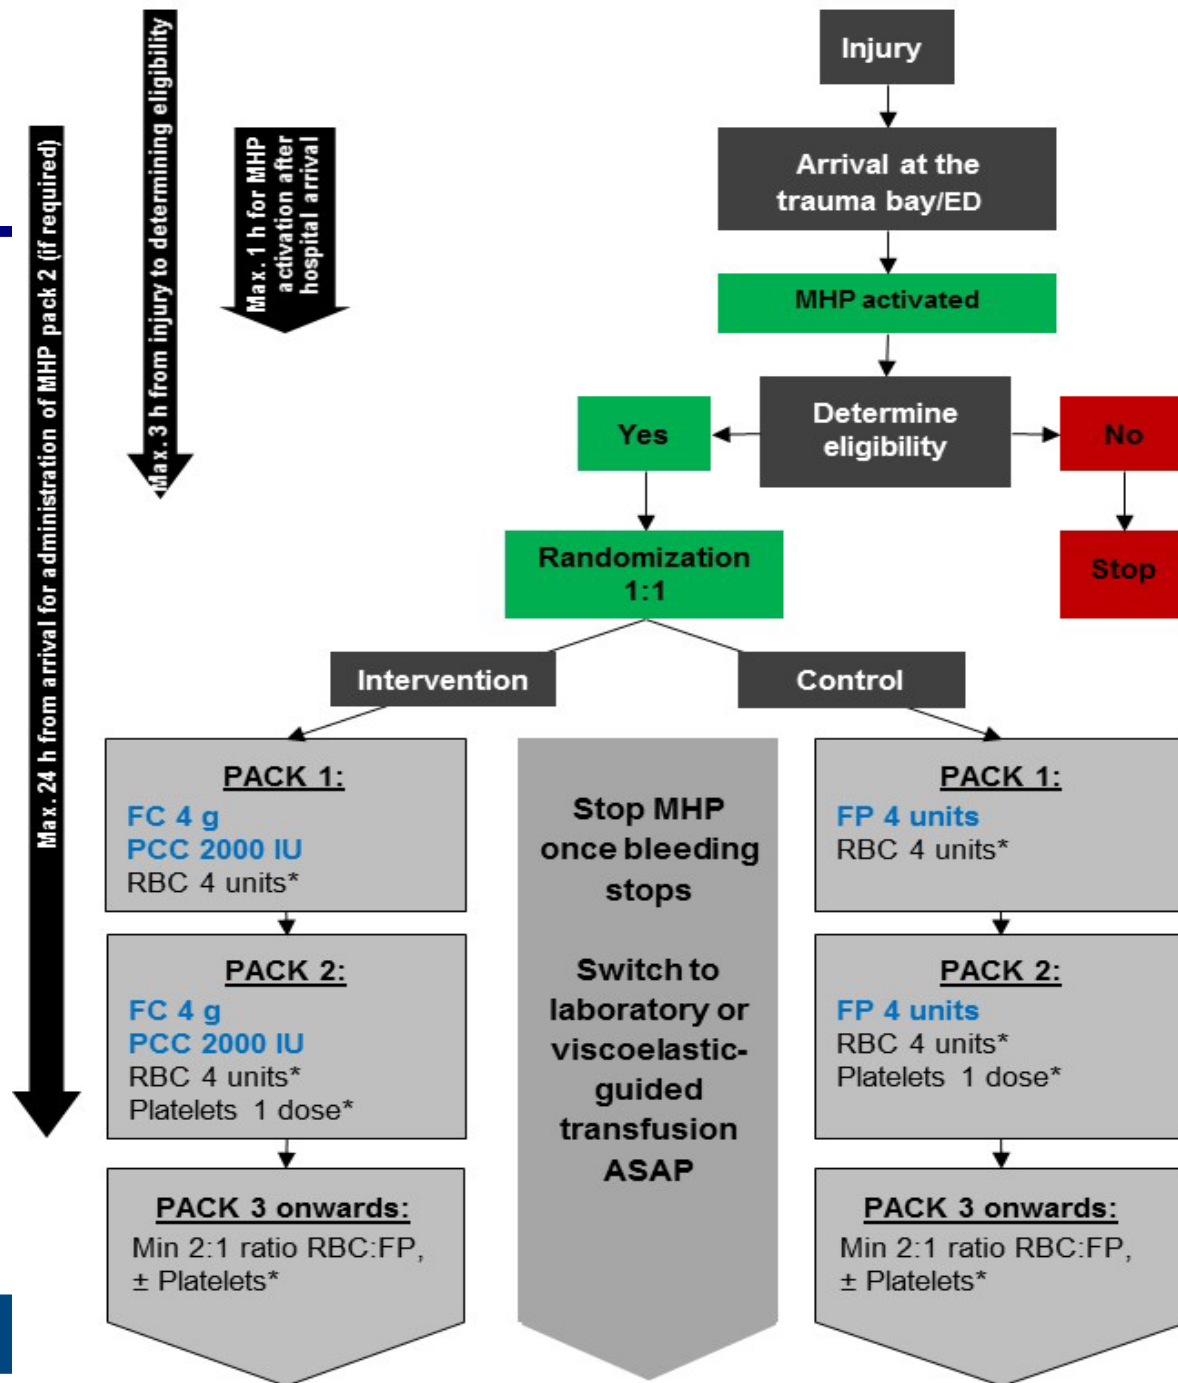 Max. 24 h from arrival for administration of MHP pack 2 (if required)
Max. 3 h from injury to determining eligibility
Max. 1 h for MHP
activation after
hospital arrival
Injury
Arrival at the
trauma bay/ED
MHP activated
Determine
eligibility
Yes
No
Randomization
1:1
Stop
Intervention
Control
PACK 1:
FC 4 g
PCC 2000 IU
RBC 4 units*
PACK 2:
FC 4 g
PCC 2000 IU
RBC 4 units*
Platelets 1 dose*
PACK 3 onwards:
Min 2:1 ratio RBC:FP,
± Platelets*
Stop MHP
once bleeding
stops
Switch to
laboratory or
viscoelastic-
guided
transfusion
ASAP
PACK 1:
FP 4 units
RBC 4 units*
PACK 2:
FP 4 units
RBC 4 units*
Platelets 1 dose*
PACK 3 onwards:
Min 2:1 ratio RBC:FP,
± Platelets*